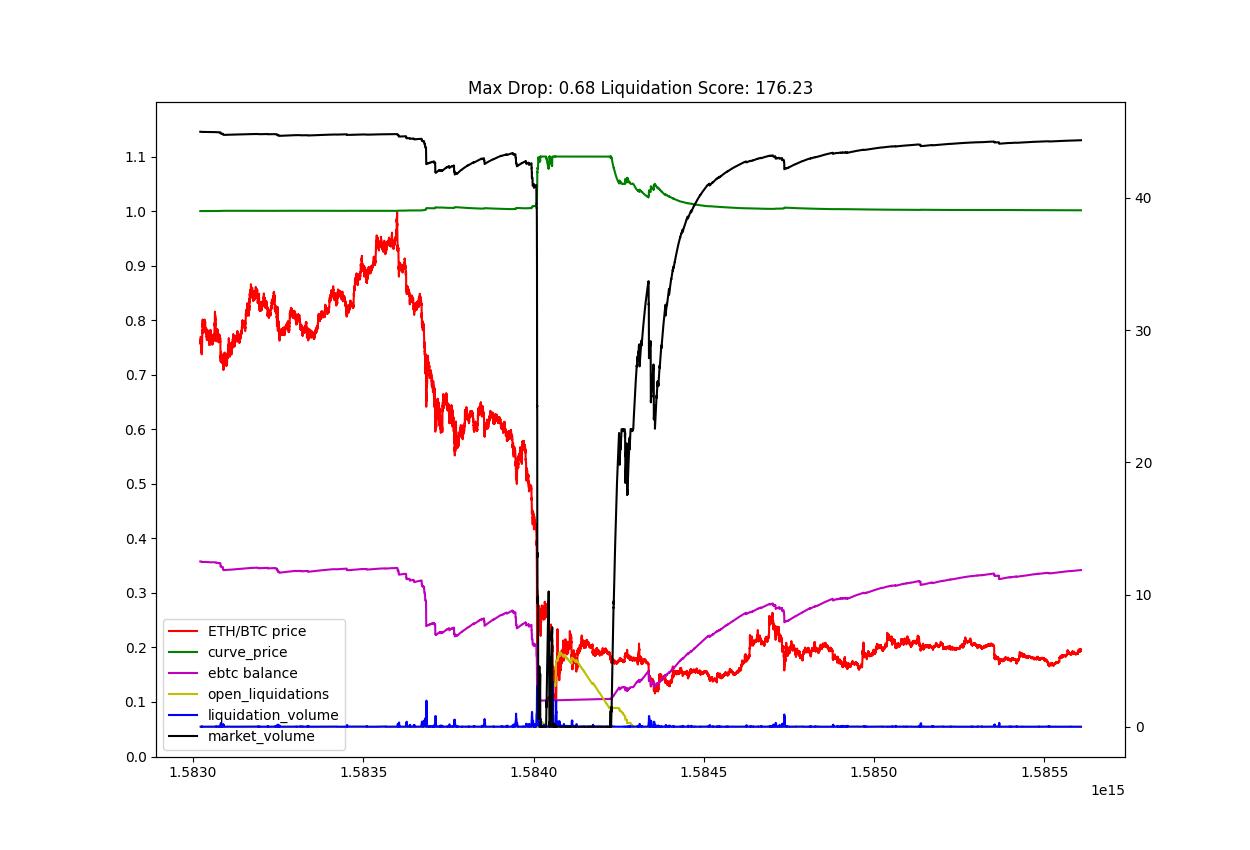 Max Drop: 0.68 Liquidation Score: 176.23
1.1
1.0
0.9
0.8
0.7
0.6
0.5
0.4
0.3
0.2
0.1
0.0
40
30
20
10
0
ETH/BTC price
curve_price
ebtc balance
open_liquidations
liquidation_volume
market_volume
1.5830 1.5835 1.5840 1.5845 1.5850 1.5855
1e15